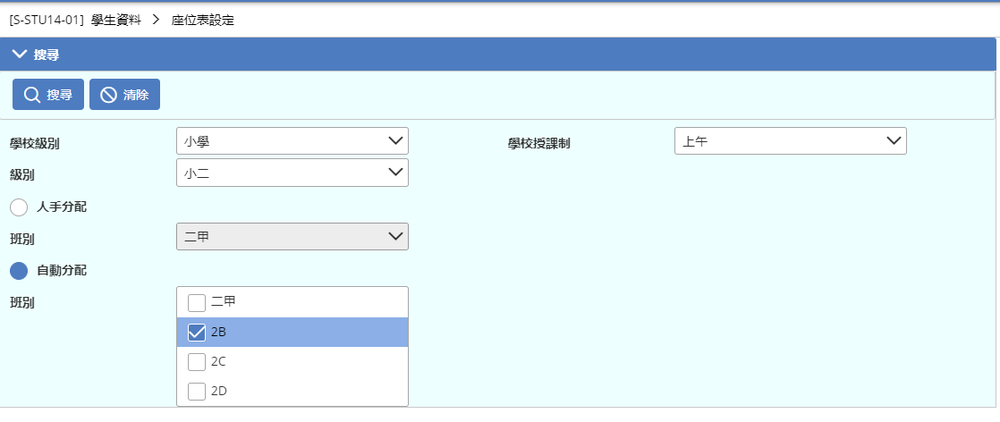 [S-STU14-01] 學生資料 > 座位表設定
搜尋
搜尋 清除
學校級別 小學 學校授課制 上午
級別 小二
人手分配
班別 二甲
自動分配
班別
二甲
2B
2C
2D